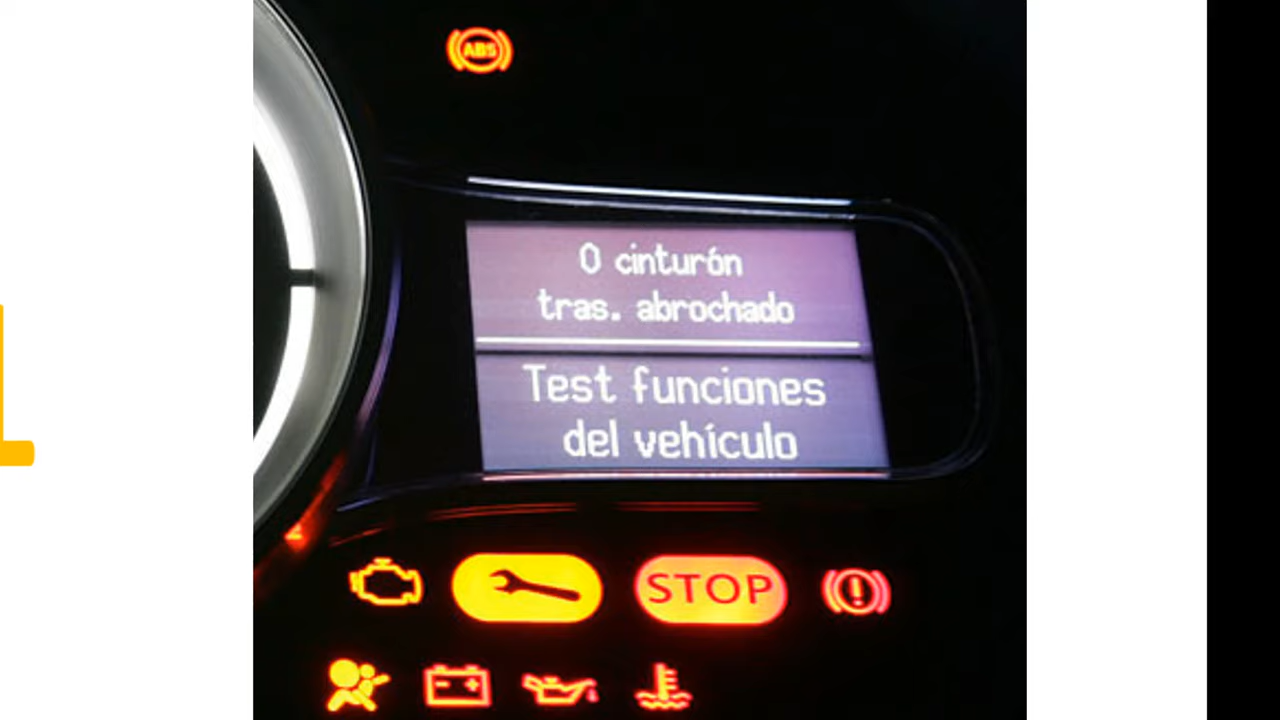 ABS
0 cinturón
tras. abrochado
Test funciones
del vehículo
STOP